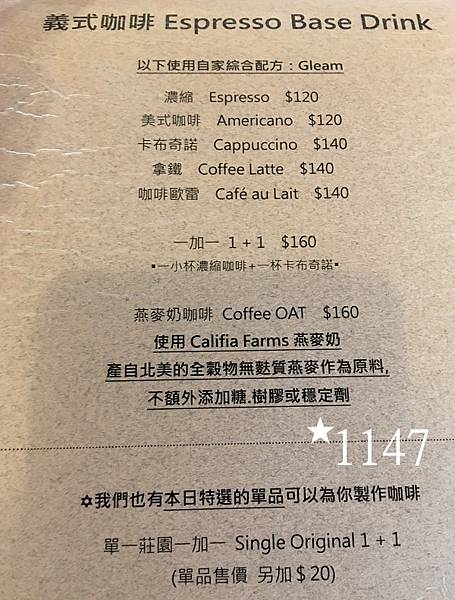 義式咖啡 Espresso Base Drink
以下使用自家綜合配方：Gleam
濃縮 Espresso $120
美式咖啡 Americano $120
卡布奇諾 Cappuccino $140
拿鐵 Coffee Latte $140
咖啡歐雷 Café au Lait $140
一加一 1 + 1 $160
▪一小杯濃縮咖啡+一杯卡布奇諾▪
燕麥奶咖啡 Coffee OAT $160
使用 Califia Farms 燕麥奶
產自北美的全穀物無麩質燕麥作為原料,
不額外添加糖.樹膠或穩定劑
★1147
✡我們也有本日特選的單品可以為你製作咖啡
單一莊園一加一 Single Original 1 + 1
(單品售價 另加＄20)